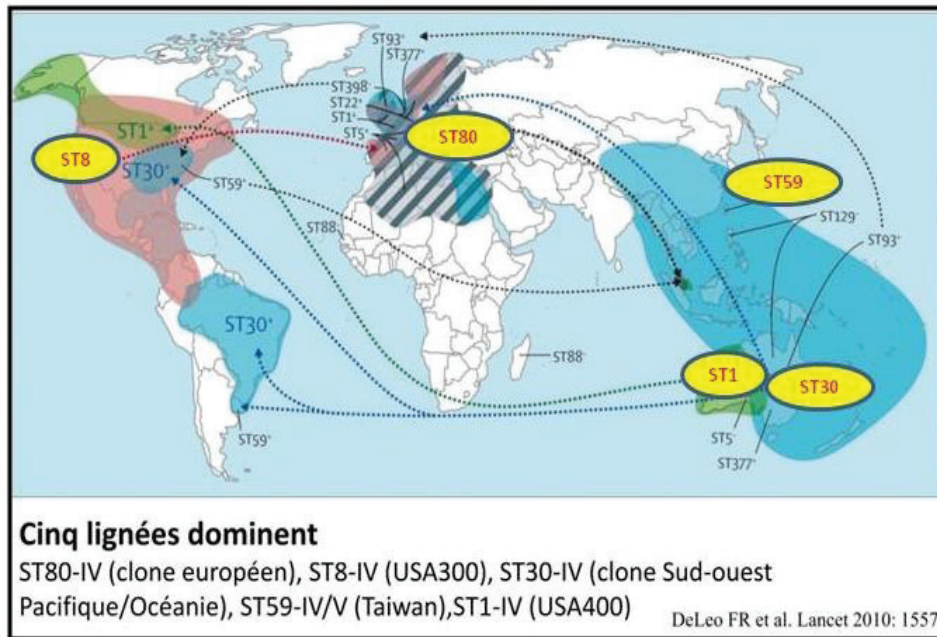 ST93⁺
ST377⁺
ST398⁻
ST22⁺
ST1⁺
ST5⁺
ST80
ST1⁺
ST8
ST30⁺
ST59⁺
ST59
ST129⁻
ST93⁺
ST88
ST30⁺
ST88⁻
ST1
ST30
ST59⁺
ST5⁻
ST377⁺
Cinq lignées dominent
ST80-IV (clone européen), ST8-IV (USA300), ST30-IV (clone Sud-ouest
Pacifique/Océanie), ST59-IV/V (Taiwan),ST1-IV (USA400)
DeLeo FR et al. Lancet 2010: 1557